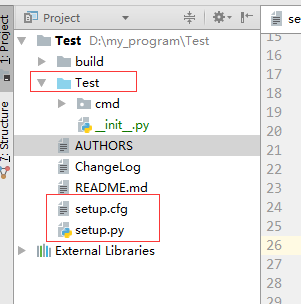 Project
se
Test D:\my_program\Test
build
Test
cmd
__init__.py
AUTHORS
ChangeLog
README.md
setup.cfg
setup.py
External Libraries
1: Project
7: Structure
15
16
17
18
19
20
21
22
23
24
25
26
27
28
29